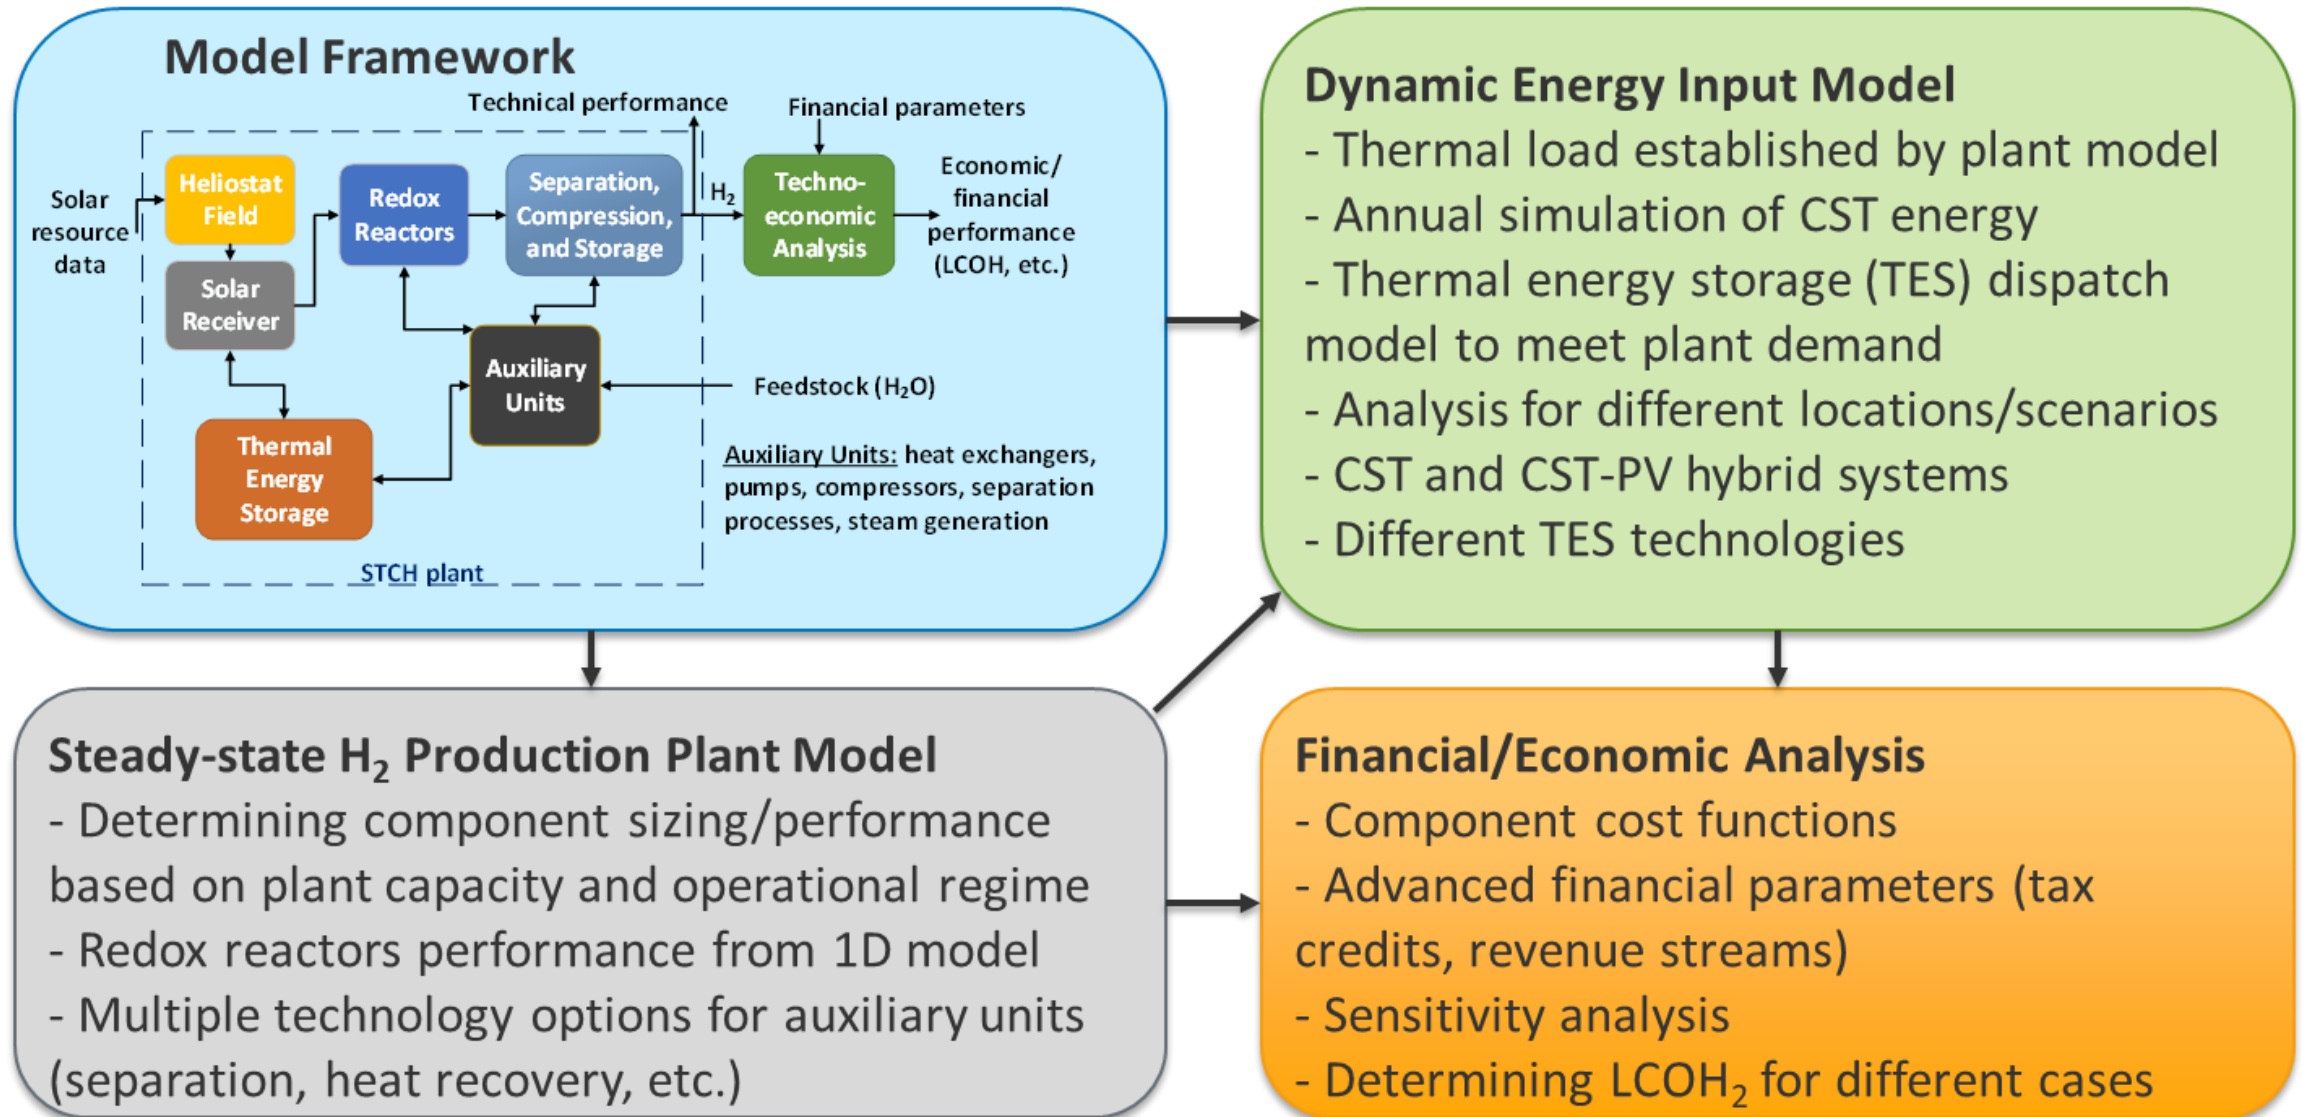 Model Framework
Technical performance
Financial parameters
Solar
resource
data
Heliostat
Field
Redox
Reactors
Separation,
Compression,
and Storage
H₂
Techno-
economic
Analysis
Economic/
financial
performance
(LCOH, etc.)
Solar
Receiver
Auxiliary
Units
Feedstock (H₂O)
Thermal
Energy
Storage
Auxiliary Units: heat exchangers,
pumps, compressors, separation
processes, steam generation
STCH plant
Dynamic Energy Input Model
- Thermal load established by plant model
- Annual simulation of CST energy
- Thermal energy storage (TES) dispatch
model to meet plant demand
- Analysis for different locations/scenarios
- CST and CST-PV hybrid systems
- Different TES technologies
Steady-state H₂ Production Plant Model
- Determining component sizing/performance
based on plant capacity and operational regime
- Redox reactors performance from 1D model
- Multiple technology options for auxiliary units
(separation, heat recovery, etc.)
Financial/Economic Analysis
- Component cost functions
- Advanced financial parameters (tax
credits, revenue streams)
- Sensitivity analysis
- Determining LCOH₂ for different cases